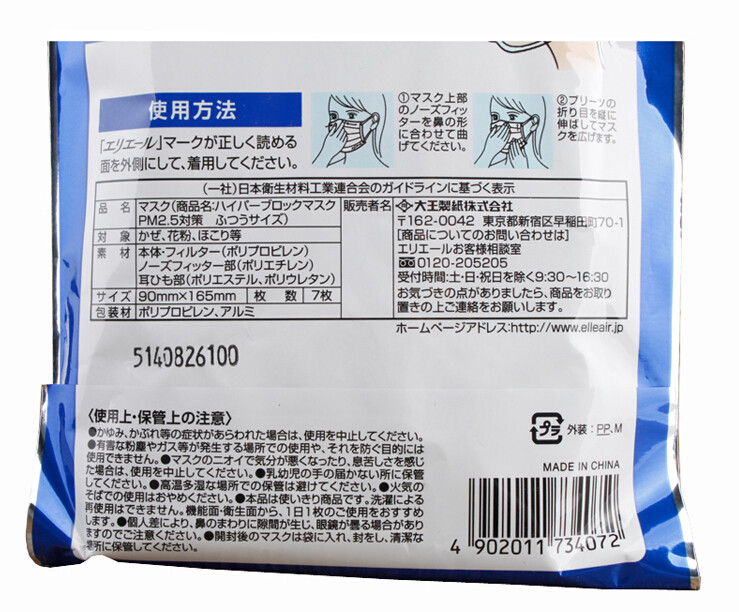 使用方法
「エリエール」マークが正しく読める
面を外側にして、着用してください。
①マスク上部
のノーズフィッ
ターを鼻の形
に合わせて曲
げてください。
②プリーツの
折り目を縦に
伸ばしてマス
クを広げます。
(一社)日本衛生材料工業連合会のガイドラインに基づく表示
品 名 マスク(商品名:ハイパーブロックマスク
PM2.5対策 ふつうサイズ)
対 象 かぜ、花粉、ほこり等
素 材 本体・フィルター(ポリプロピレン)
ノーズフィッター部(ポリエチレン)
耳ひも部(ポリエステル、ポリウレタン)
サイズ 90mm×165mm 枚 数 7枚
包装材 ポリプロピレン、アルミ
販売者名 大王製紙株式会社
〒162-0042 東京都新宿区早稲田町70-1
[商品についてのお問い合わせは]
エリエールお客様相談室
0120-205205
受付時間:土・日・祝日を除く9:30~16:30
お気づきの点がありましたら、商品をお取り
置きの上ご連絡をお願いします。
ホームページアドレス:http://www.elleair.jp
5140826100
〈使用上・保管上の注意〉
●かゆみ、かぶれ等の症状があらわれた場合は、使用を中止してください。
●有害な粉塵やガス等が発生する場所での使用や、それを防ぐ目的には
使用できません。●マスクのニオイで気分が悪くなったり、息苦しさを感じ
た場合は、使用を中止してください。●乳幼児の手の届かない所に保管
してください。●高温多湿な場所での保管は避けてください。●火気の
そばでの使用はおやめください。●本品は使いきり商品です。洗濯による
再使用はできません。機能面・衛生面から、1日1枚のご使用をおすすめ
します。●個人差により、鼻のまわりに隙間が生じ、眼鏡が曇る場合があり
ますのでご注意ください。●開封後のマスクは袋に入れ、封をし、清潔な
場所に保管してください。
プラ 外装:PP、M
MADE IN CHINA
4 902011 734072